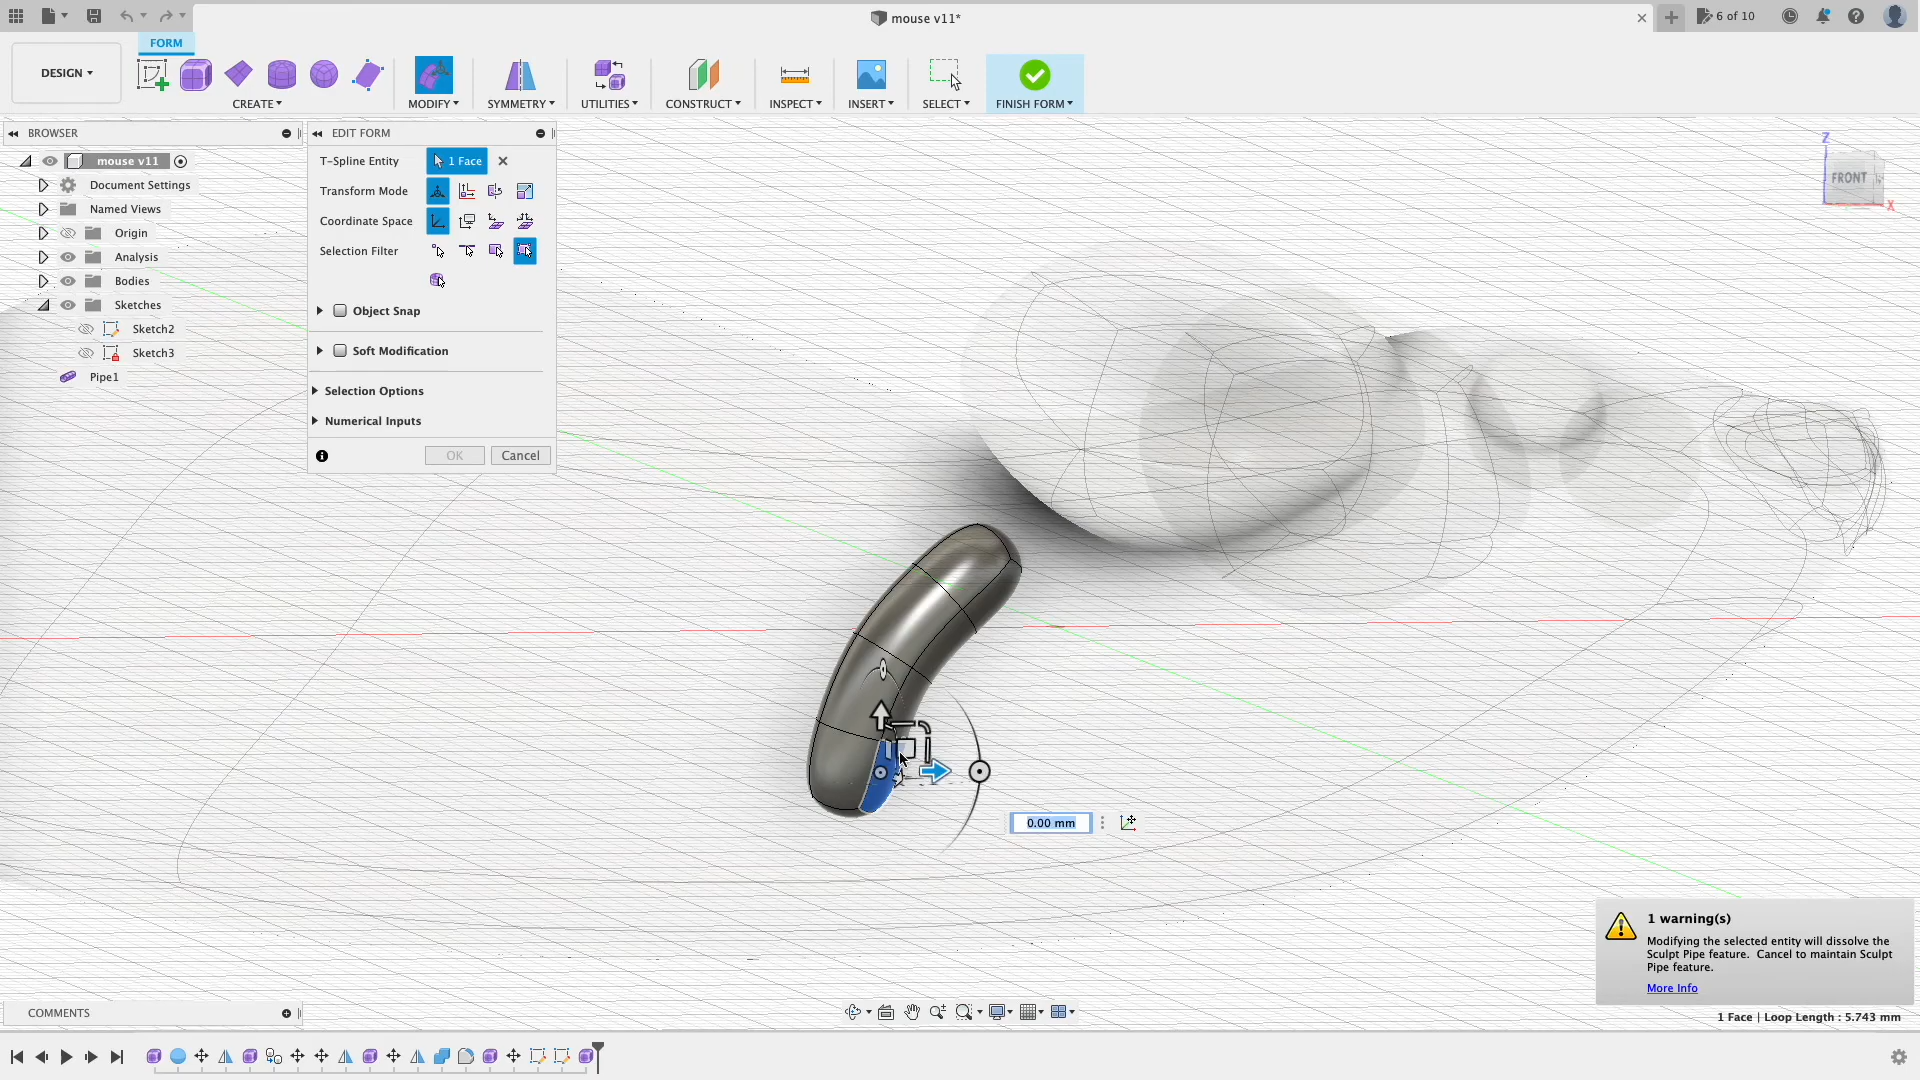 mouse v11*
6 of 10
FORM
DESIGN
CREATE
MODIFY
SYMMETRY
UTILITIES
CONSTRUCT
INSPECT
INSERT
SELECT
FINISH FORM
BROWSER
mouse v11
Document Settings
Named Views
Origin
Analysis
Bodies
Sketches
Sketch2
Sketch3
Pipe1
EDIT FORM
T-Spline Entity
1 Face
Transform Mode
Coordinate Space
Selection Filter
Object Snap
Soft Modification
Selection Options
Numerical Inputs
OK
Cancel
Z
FRONT
X
0.00 mm
1 warning(s)
Modifying the selected entity will dissolve the
Sculpt Pipe feature. Cancel to maintain Sculpt
Pipe feature.
More Info
COMMENTS
1 Face | Loop Length : 5.743 mm